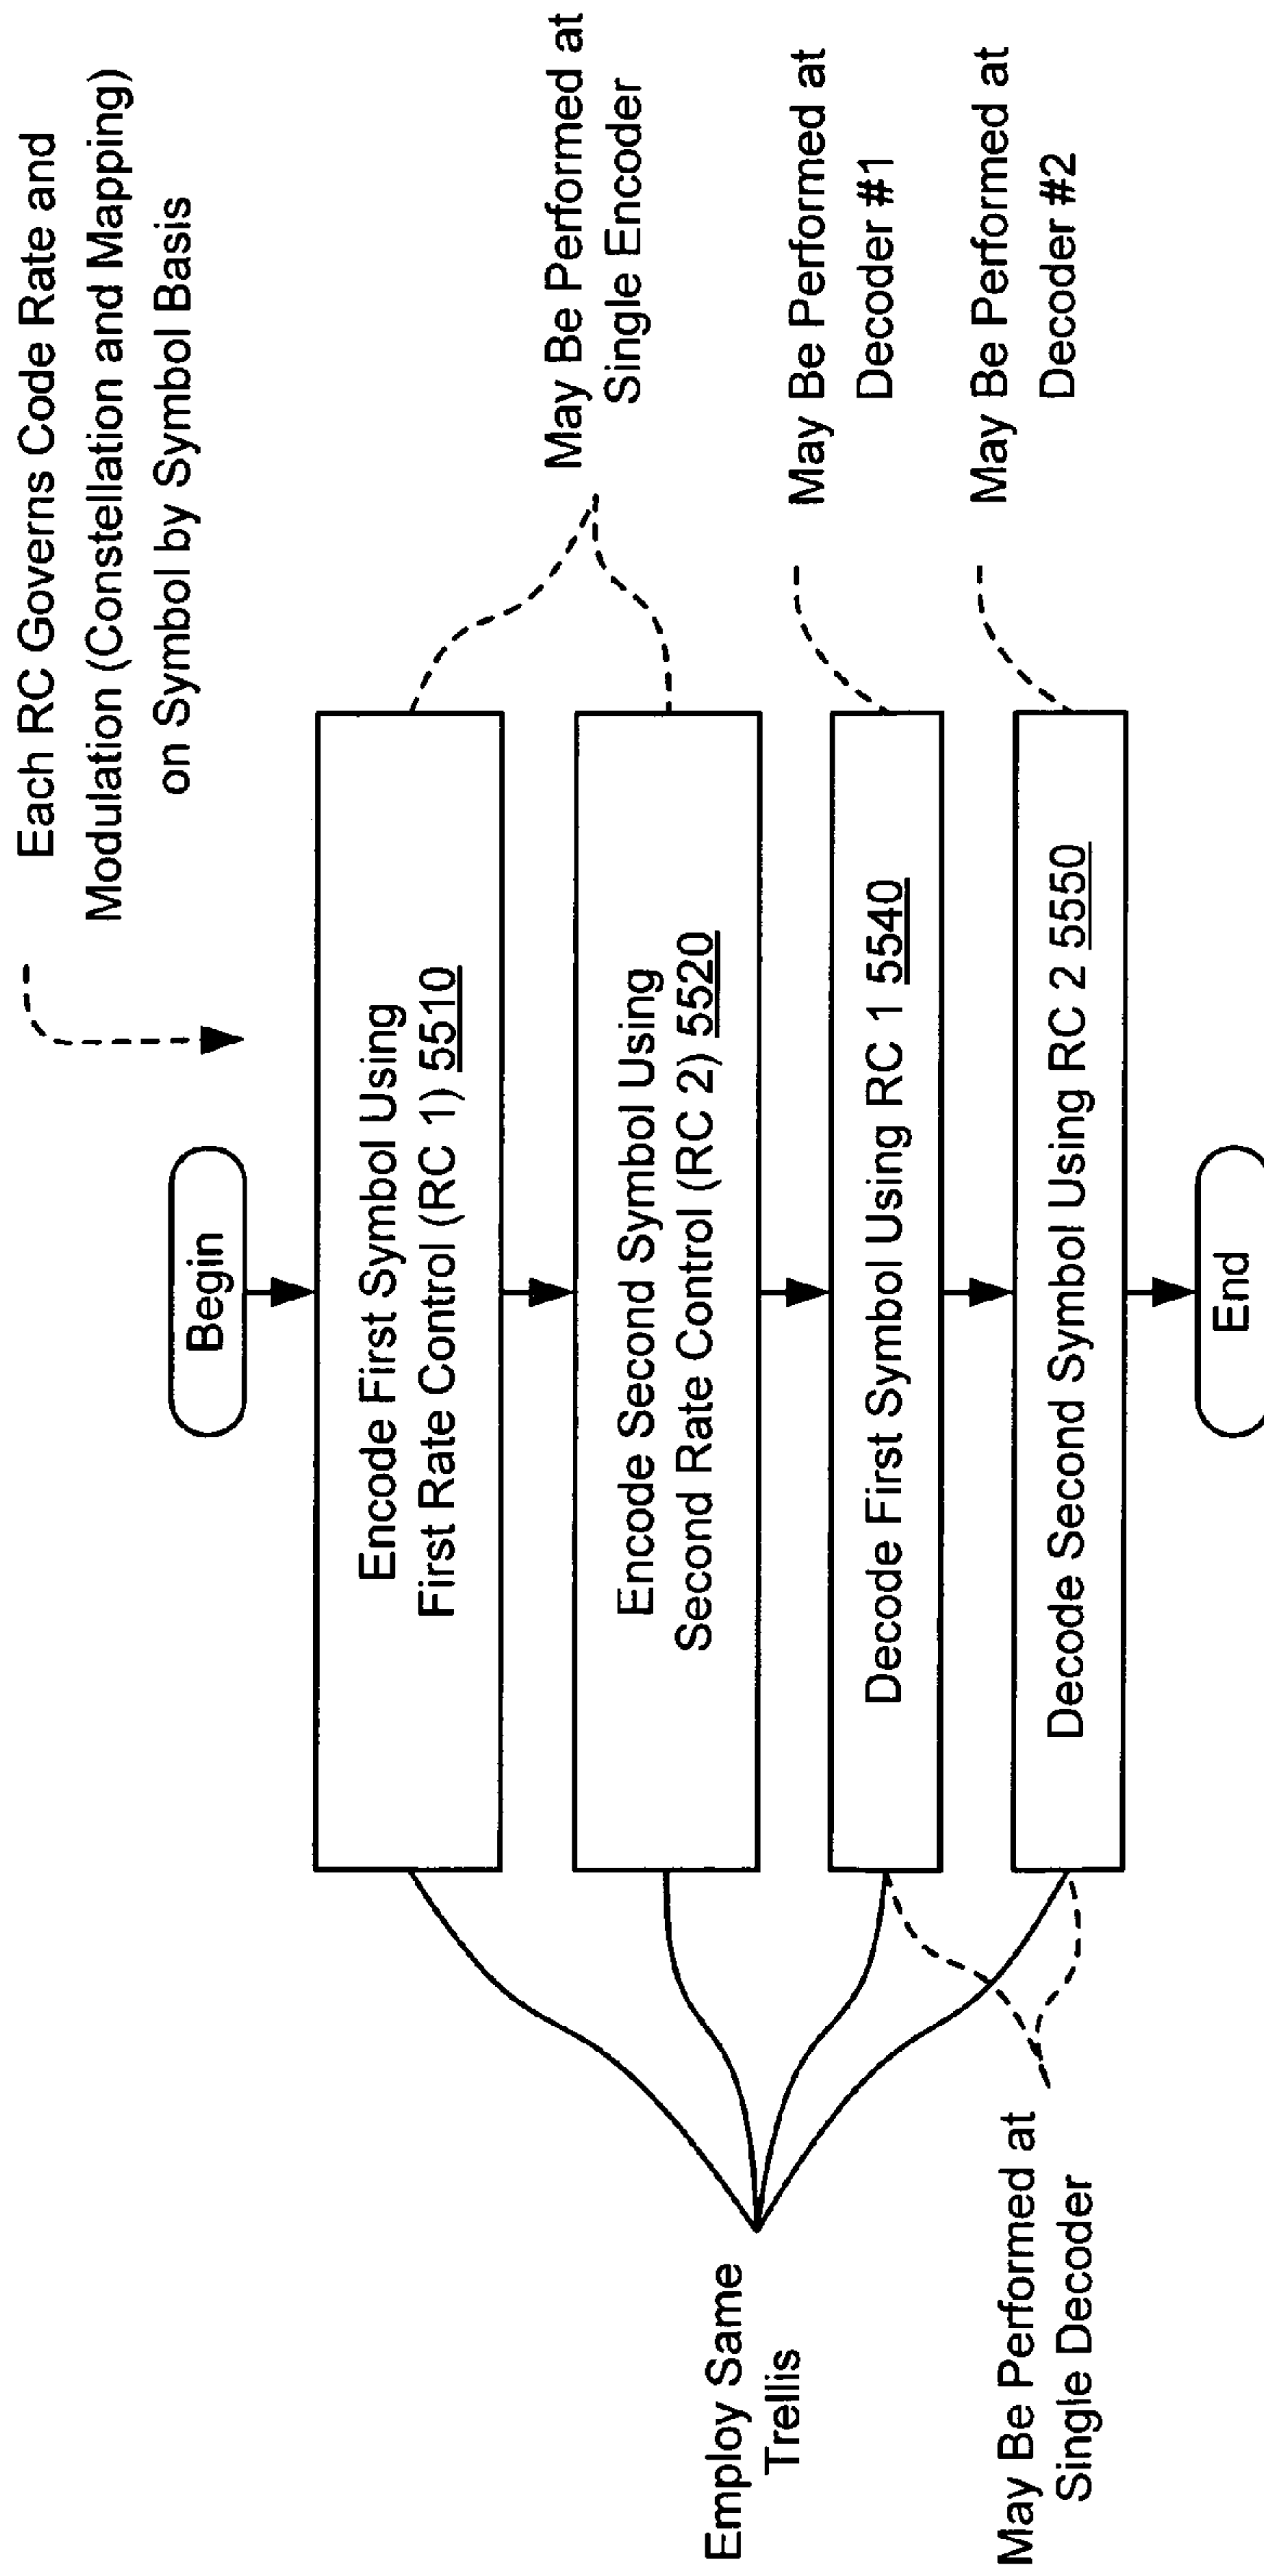 Each RC Governs Code Rate and
Modulation (Constellation and Mapping)
on Symbol by Symbol Basis
Begin
Encode First Symbol Using
First Rate Control (RC 1) 5510
Encode Second Symbol Using
Second Rate Control (RC 2) 5520
May Be Performed at
Single Encoder
Employ Same
Trellis
Decode First Symbol Using RC 1 5540
May Be Performed at
Decoder #1
Decode Second Symbol Using RC 2 5550
May Be Performed at
Decoder #2
May Be Performed at
Single Decoder
End